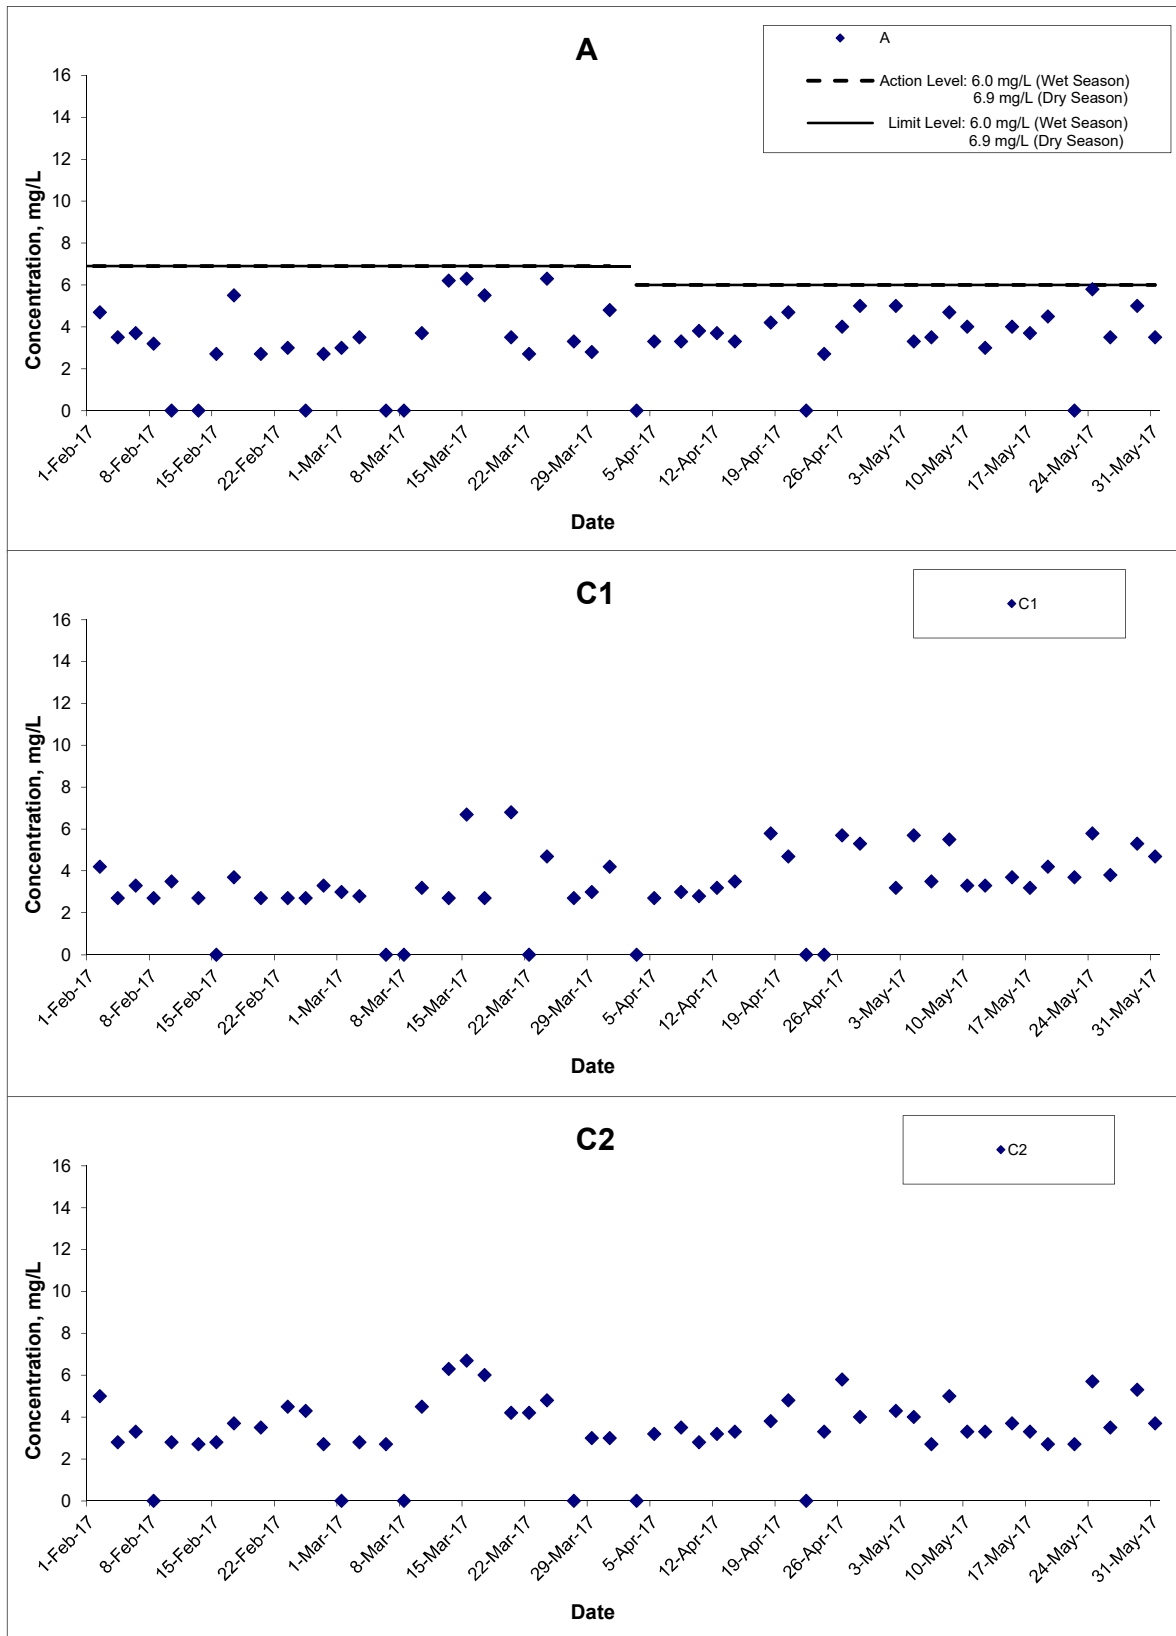 A
A
Action Level: 6.0 mg/L (Wet Season)
6.9 mg/L (Dry Season)
Limit Level: 6.0 mg/L (Wet Season)
6.9 mg/L (Dry Season)
Concentration, mg/L
16
14
12
10
8
6
4
2
0
1-Feb-17
8-Feb-17
15-Feb-17
22-Feb-17
1-Mar-17
8-Mar-17
15-Mar-17
22-Mar-17
29-Mar-17
5-Apr-17
12-Apr-17
19-Apr-17
26-Apr-17
3-May-17
10-May-17
17-May-17
24-May-17
31-May-17
Date
C1
C1
Concentration, mg/L
16
14
12
10
8
6
4
2
0
1-Feb-17
8-Feb-17
15-Feb-17
22-Feb-17
1-Mar-17
8-Mar-17
15-Mar-17
22-Mar-17
29-Mar-17
5-Apr-17
12-Apr-17
19-Apr-17
26-Apr-17
3-May-17
10-May-17
17-May-17
24-May-17
31-May-17
Date
C2
C2
Concentration, mg/L
16
14
12
10
8
6
4
2
0
1-Feb-17
8-Feb-17
15-Feb-17
22-Feb-17
1-Mar-17
8-Mar-17
15-Mar-17
22-Mar-17
29-Mar-17
5-Apr-17
12-Apr-17
19-Apr-17
26-Apr-17
3-May-17
10-May-17
17-May-17
24-May-17
31-May-17
Date